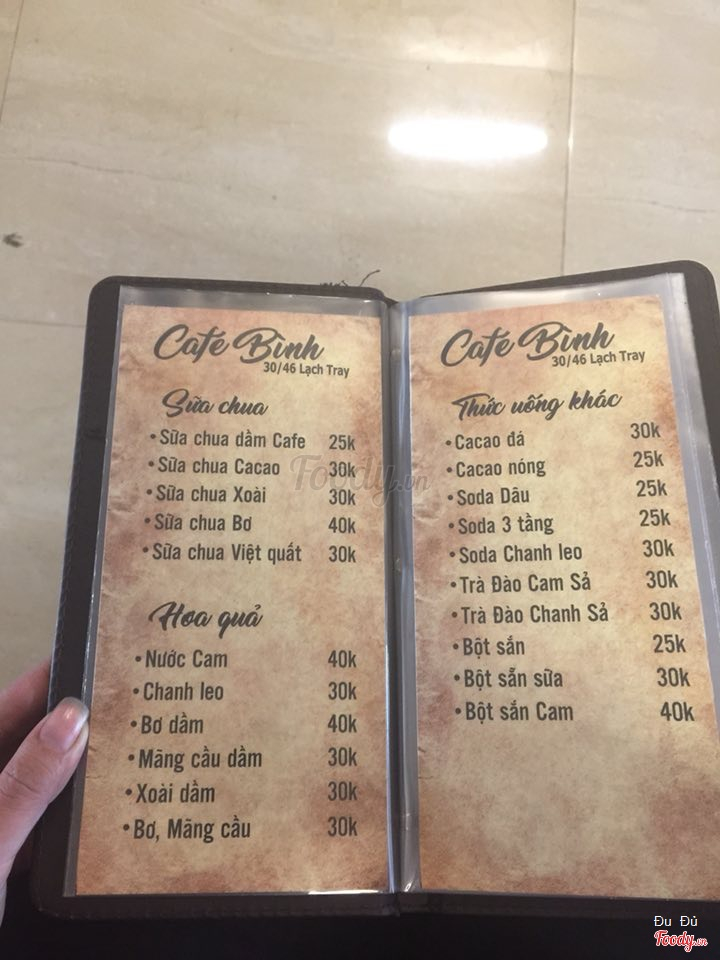 Café Bình
30/46 Lạch Tray
Sữa chua
•Sữa chua dầm Cafe 25k
•Sữa chua Cacao 30k
•Sữa chua Xoài 30k
•Sữa chua Bơ 40k
•Sữa chua Việt quất 30k
Hoa quả
•Nước Cam 40k
•Chanh leo 30k
•Bơ dầm 40k
•Mãng cầu dầm 30k
•Xoài dầm 30k
•Bơ, Mãng cầu 30k
Café Bình
30/46 Lạch Tray
Thức uống khác
•Cacao đá 30k
•Cacao nóng 25k
•Soda Dâu 25k
•Soda 3 tầng 25k
•Soda Chanh leo 30k
•Trà Đào Cam Sả 30k
•Trà Đào Chanh Sả 30k
•Bột sắn 25k
•Bột sắn sữa 30k
•Bột sắn Cam 40k
Foody.vn
Đu Đủ
Foody.vn